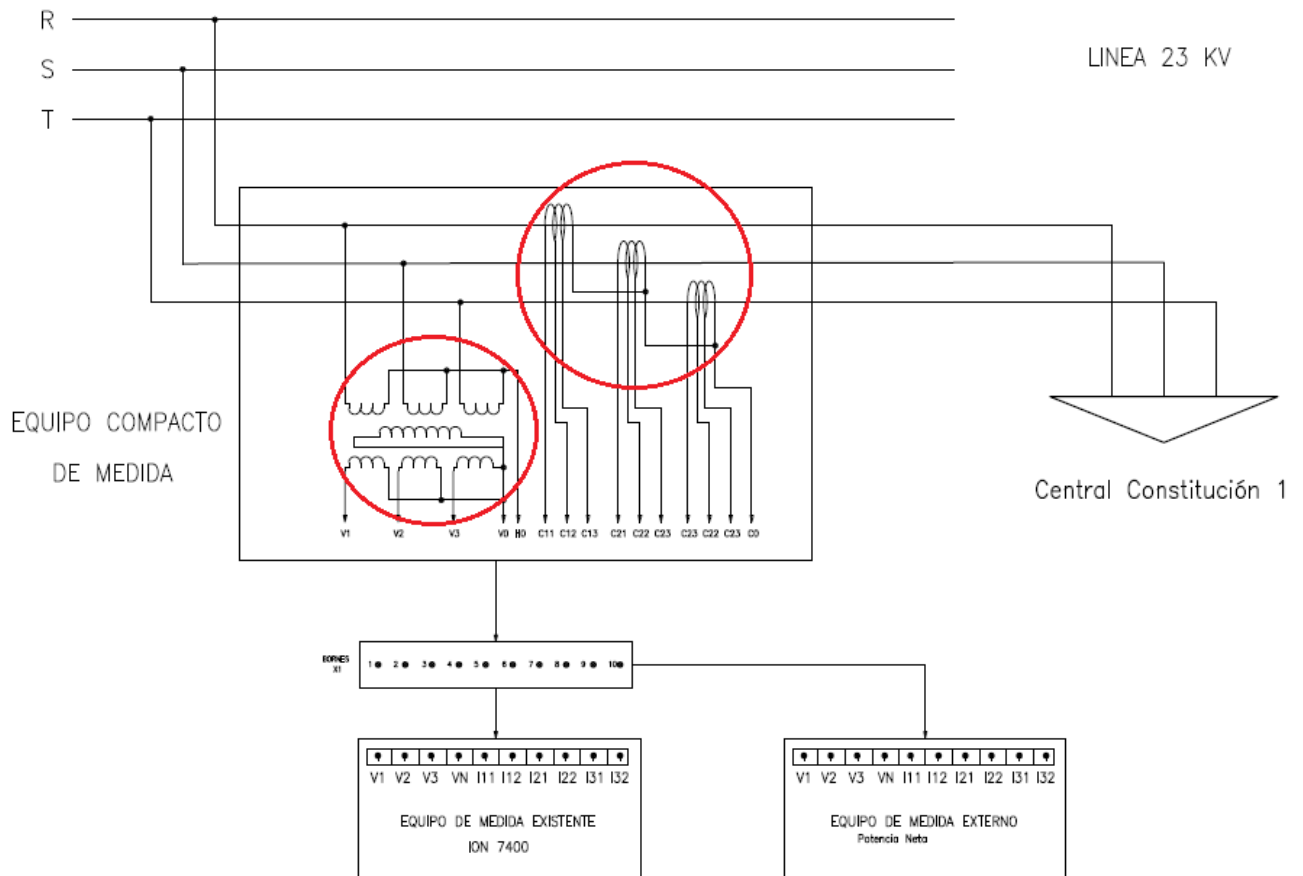 R
S
T
LINEA 23 KV
EQUIPO COMPACTO
DE MEDIDA
V1 V2 V3 V0 H0 C11 C12 C13 C21 C22 C23 C23 C22 C23 C0
Central Constitución 1
BORNES
X1
1 2 3 4 5 6 7 8 9 10
V1 V2 V3 VN I11 I12 I21 I22 I31 I32
EQUIPO DE MEDIDA EXISTENTE
ION 7400
V1 V2 V3 VN I11 I12 I21 I22 I31 I32
EQUIPO DE MEDIDA EXTERNO
Potencia Neta